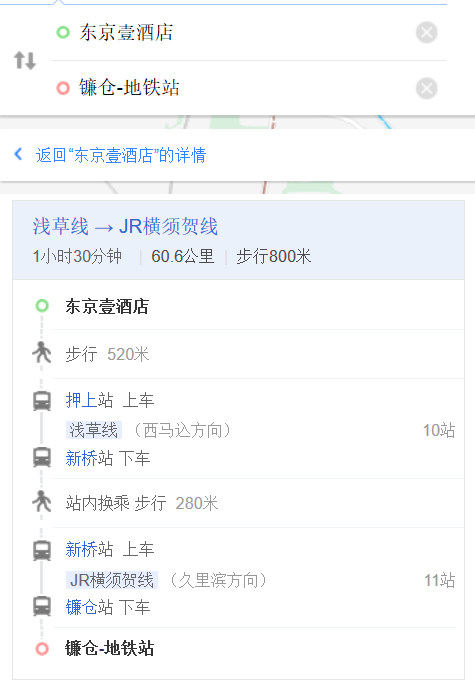 东京壹酒店
镰仓-地铁站
返回“东京壹酒店”的详情
浅草线 → JR横须贺线
1小时30分钟 | 60.6公里 | 步行800米
东京壹酒店
步行 520米
押上站 上车
浅草线 （西马込方向） 10站
新桥站 下车
站内换乘 步行 280米
新桥站 上车
JR横须贺线 （久里滨方向） 11站
镰仓站 下车
镰仓-地铁站